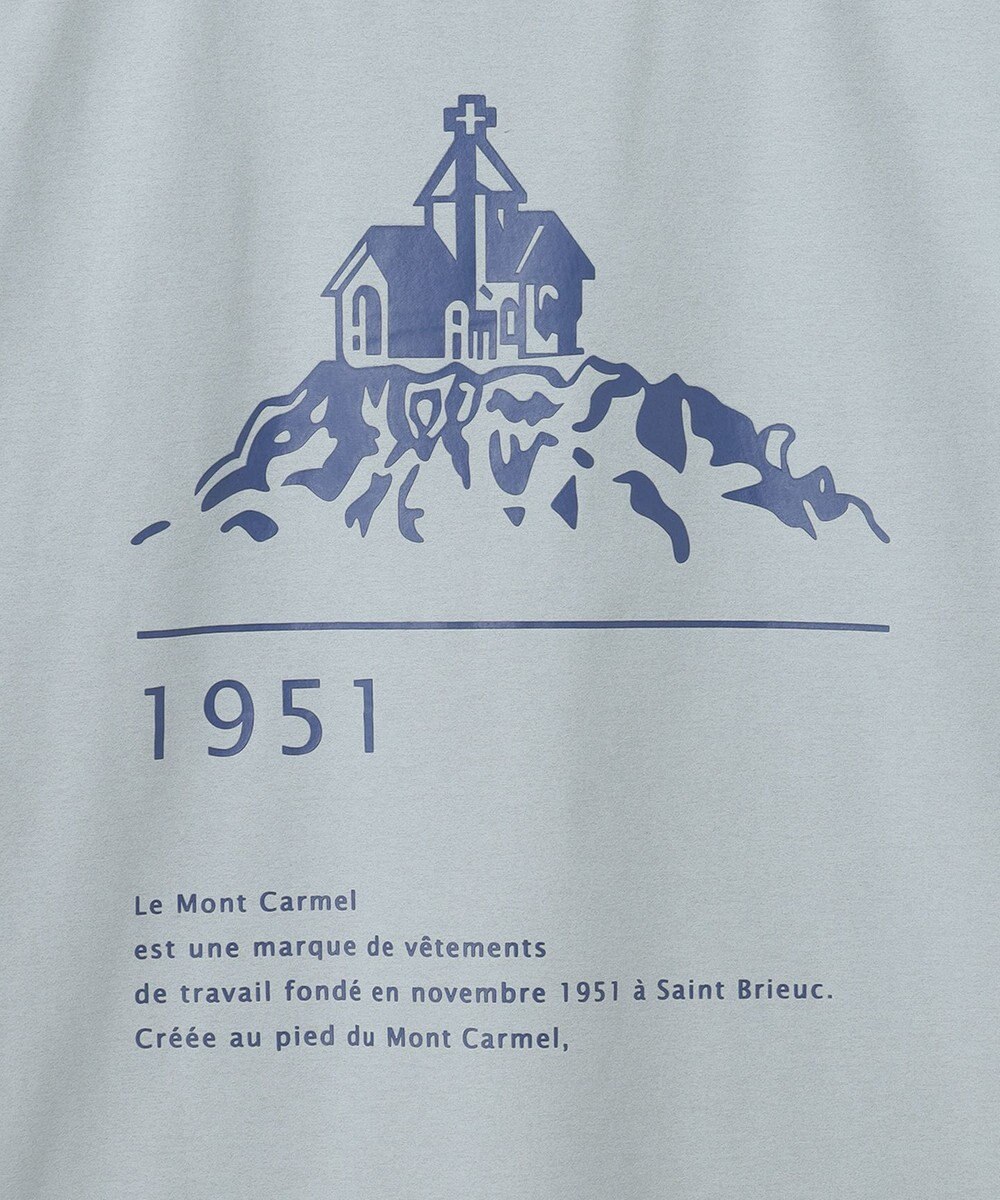 1951
Le Mont Carmel
est une marque de vêtements
de travail fondé en novembre 1951 à Saint Brieuc.
Créée au pied du Mont Carmel,